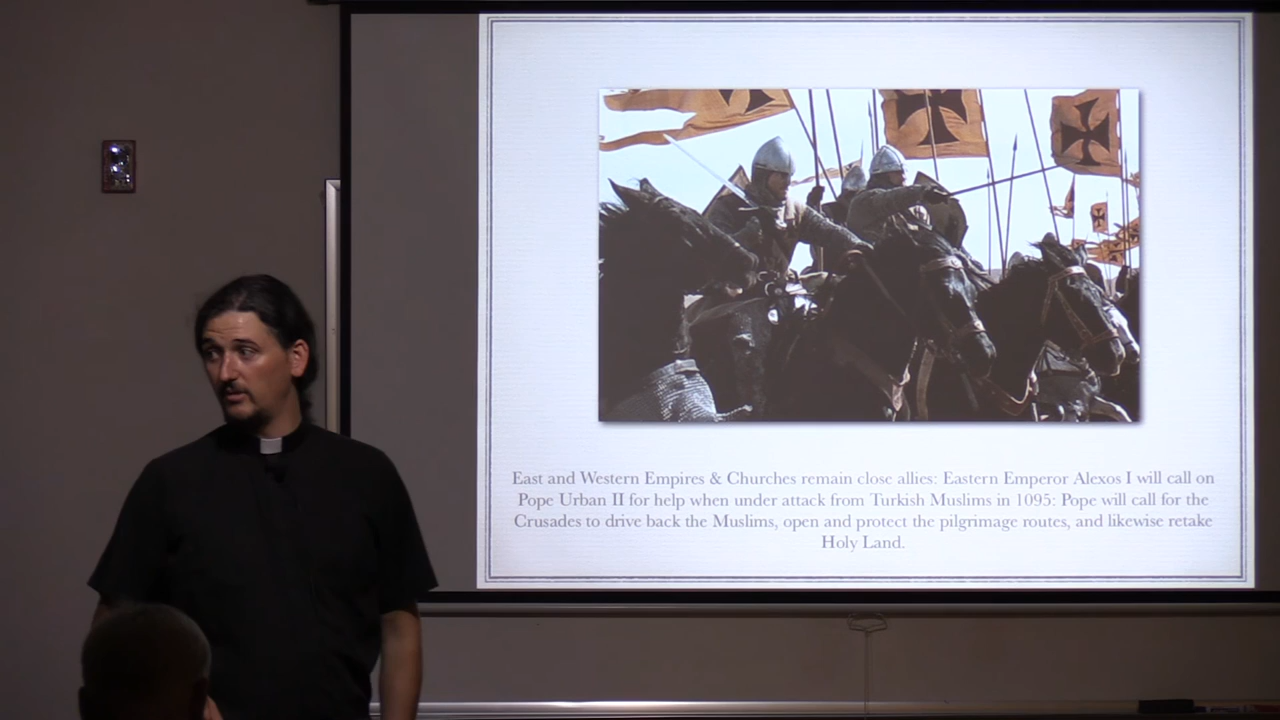 East and Western Empires & Churches remain close allies: Eastern Emperor Alexos I will call on
Pope Urban II for help when under attack from Turkish Muslims in 1095: Pope will call for the
Crusades to drive back the Muslims, open and protect the pilgrimage routes, and likewise retake
Holy Land.